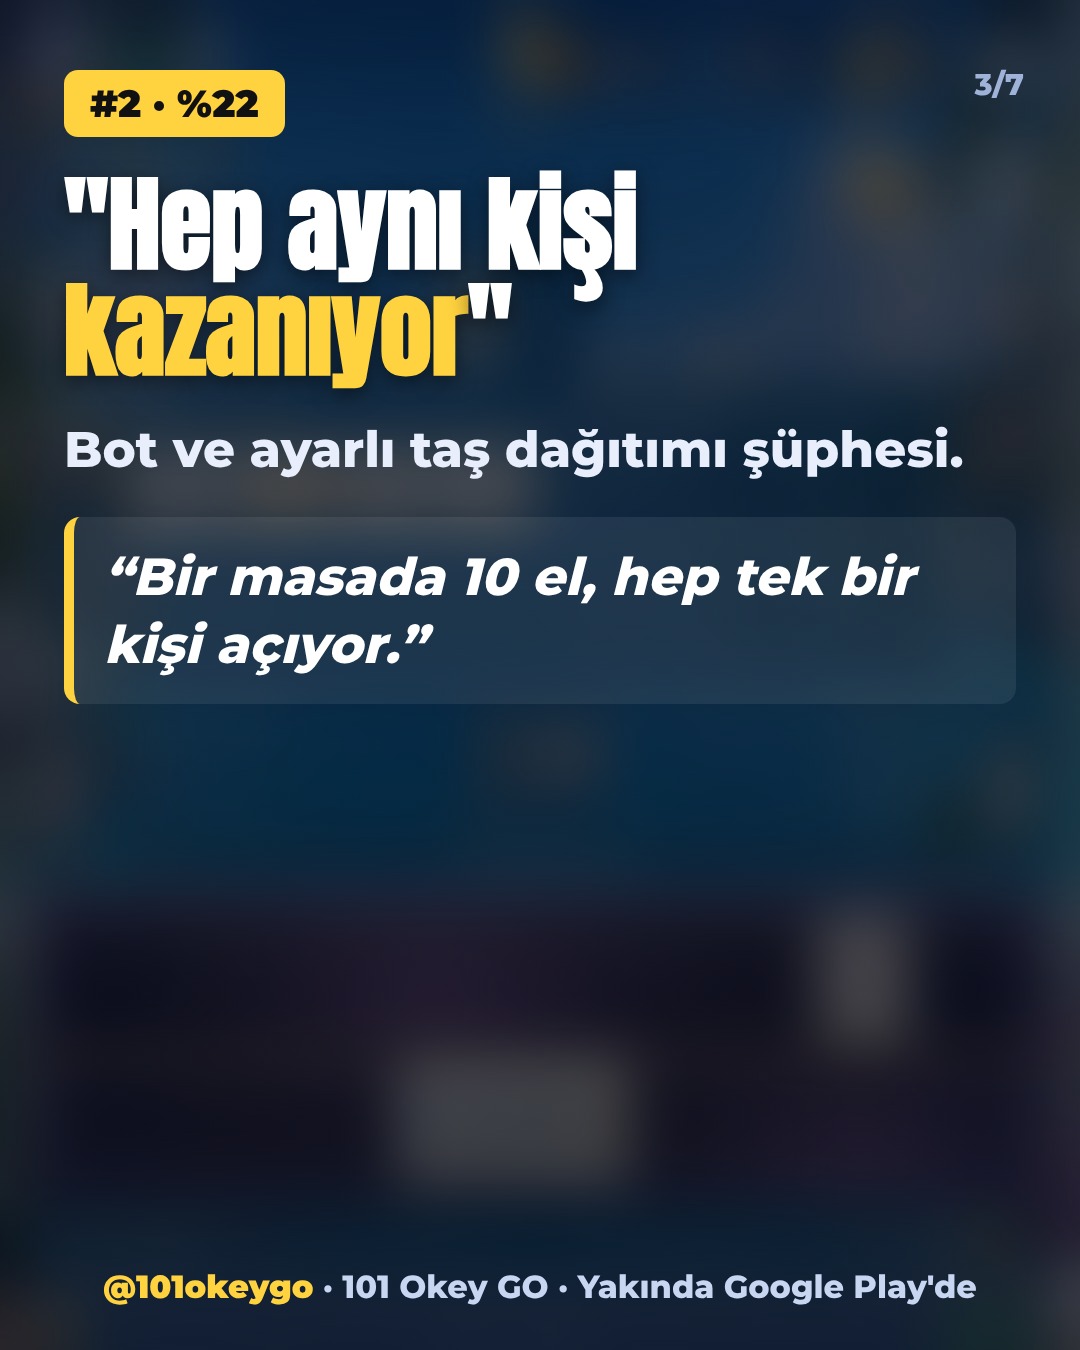 #2 • %22
3/7
"Hep aynı kişi
kazanıyor"
Bot ve ayarlı taş dağıtımı şüphesi.
“Bir masada 10 el, hep tek bir
kişi açıyor.”
@101okeygo · 101 Okey GO · Yakında Google Play'de